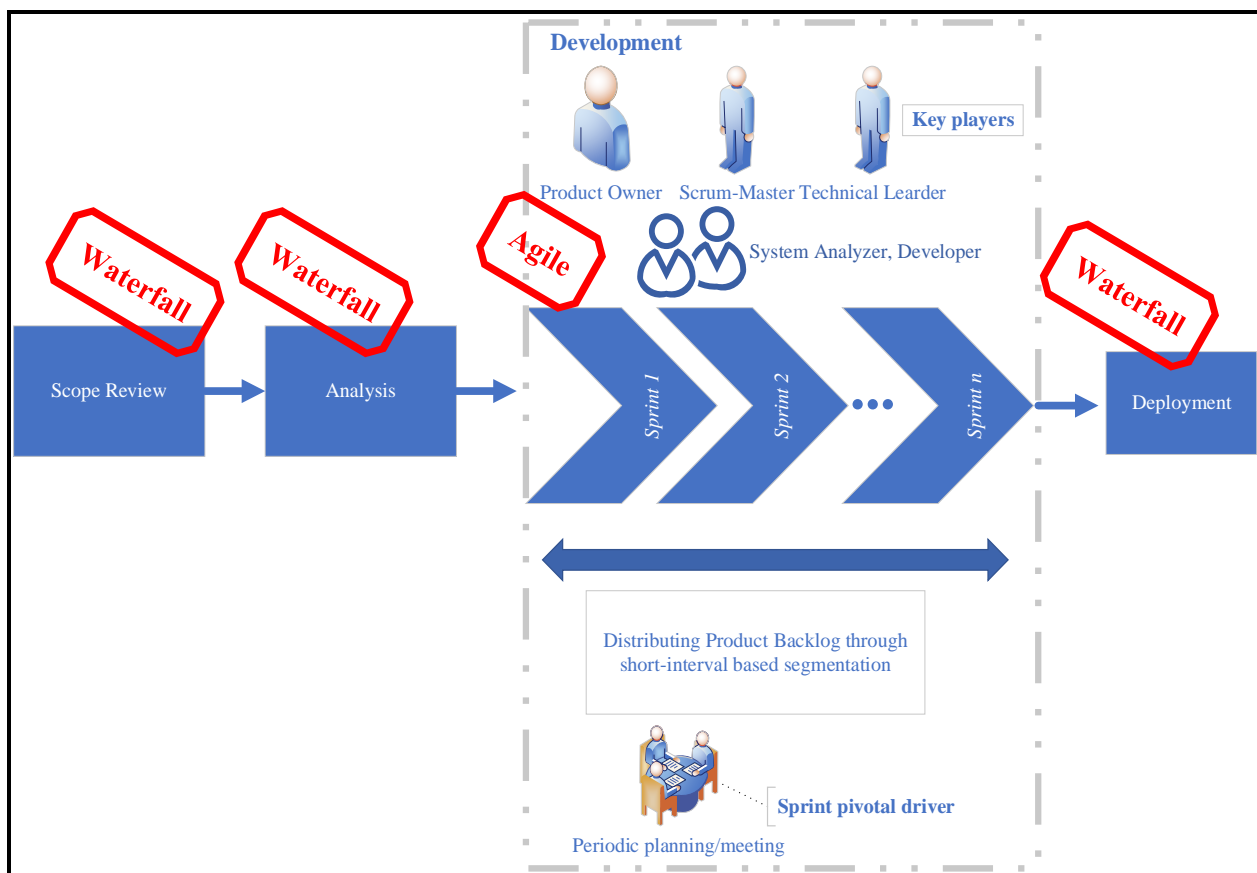 Development
Key players
Product Owner
Scrum-Master
Technical Learder
System Analyzer, Developer
Waterfall
Waterfall
Agile
Waterfall
Scope Review
Analysis
Sprint 1
Sprint 2
Sprint n
Deployment
Distributing Product Backlog through
short-interval based segmentation
Sprint pivotal driver
Periodic planning/meeting